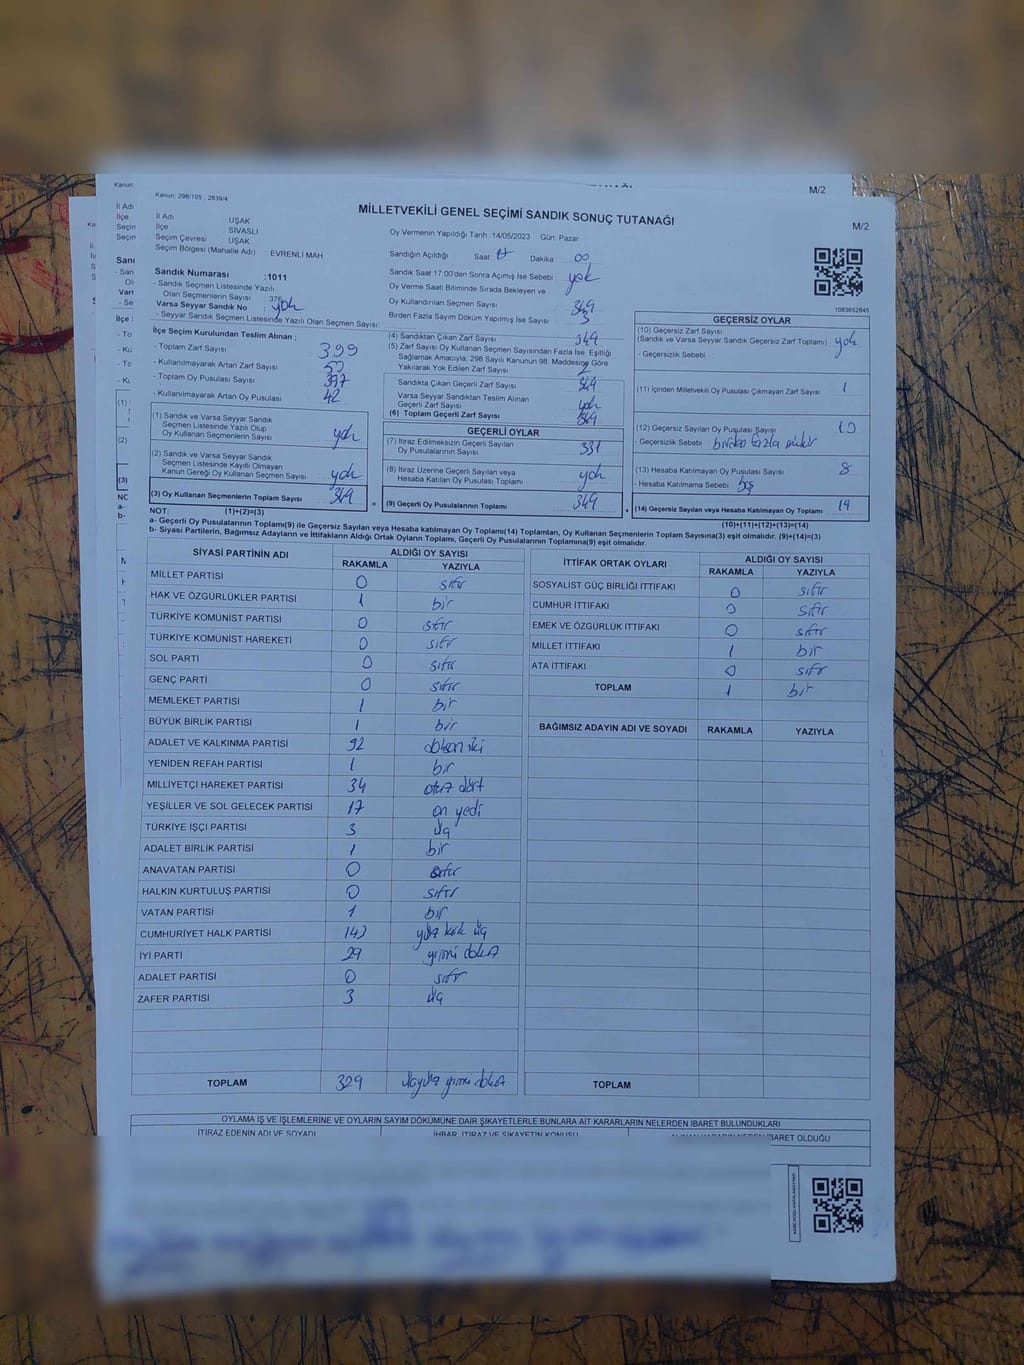 M/2
Kanun: 298/105 , 2839/4
MİLLETVEKİLİ GENEL SEÇİMİ SANDIK SONUÇ TUTANAĞI
M/2
İl Adı : UŞAK
İlçe : SİVASLI
Seçim Çevresi : UŞAK
Seçim Bölgesi (Mahalle Adı) : EVRENLİ MAH
Sandık Numarası :1011
- Sandık Seçmen Listesinde Yazılı
Olan Seçmenlerin Sayısı : 376
Varsa Seyyar Sandık No yok
- Seyyar Sandık Seçmen Listesinde Yazılı Olan Seçmen Sayısı:
Oy Vermenin Yapıldığı Tarih :14/05/2023 Gün: Pazar
Sandığın Açıldığı Saat: Dakika: 00
Sandık Saat 17:00'den Sonra Açımış İse Sebebi: yok
Oy Verme Saati Bitiminde Sırada Bekleyen ve
Oy Kullandırılan Seçmen Sayısı
Birden Fazla Sayım Döküm Yapılmış İse Sayısı
1083652845
İlçe Seçim Kurulundan Teslim Alınan ;
- Toplam Zarf Sayısı 399
- Kullanılmayarak Artan Zarf Sayısı 50
- Toplam Oy Pusulası Sayısı 397
- Kullanılmayarak Artan Oy Pusulası 42
(1) Sandık ve Varsa Seyyar Sandık
Seçmen Listesinde Yazılı Olup
Oy Kullanan Seçmenlerin Sayısı yok
(2) Sandık ve Varsa Seyyar Sandık
Seçmen Listesinde Kayıtlı Olmayan
Kanun Gereği Oy Kullanan Seçmen Sayısı yok
(3) Oy Kullanan Seçmenlerin Toplam Sayısı 349
(4) Sandıktan Çıkan Zarf Sayısı 349
(5) Zarf Sayısı Oy Kullanan Seçmen Sayısından Fazla İse, Eşitliği
Sağlamak Amacıyla; 298 Sayılı Kanunun 98. Maddesine Göre
Yakılarak Yok Edilen Zarf Sayısı
Sandıkta Çıkan Geçerli Zarf Sayısı 349
Varsa Seyyar Sandıktan Teslim Alınan
Geçerli Zarf Sayısı yok
(6) Toplam Geçerli Zarf Sayısı 349
GEÇERLİ OYLAR
(7) İtiraz Edilmeksizin Geçerli Sayılan
Oy Pusulalarının Sayısı 331
(8) İtiraz Üzerine Geçerli Sayılan veya
Hesaba Katılan Oy Pusulası Toplamı yok
= (9) Geçerli Oy Pusulalarının Toplamı 349
GEÇERSİZ OYLAR
(10) Geçersiz Zarf Sayısı
(Sandık ve Varsa Seyyar Sandık Geçersiz Zarf Toplamı) yok
- Geçersizlik Sebebi :
(11) İçinden Milletvekili Oy Pusulası Çıkmayan Zarf Sayısı 1
(12) Geçersiz Sayılan Oy Pusulası Sayısı 10
- Geçersizlik Sebebi : birden fazla mühür
(13) Hesaba Katılmayan Oy Pusulası Sayısı 8
- Hesaba Katılmama Sebebi : boş
+ (14) Geçersiz Sayılan veya Hesaba Katılmayan Oy Toplamı 19
NOT: (1)+(2)=(3) (10)+(11)+(12)+(13)=(14)
a- Geçerli Oy Pusulalarının Toplamı(9) ile Geçersiz Sayılan veya Hesaba katılmayan Oy Toplamı(14) Toplamları, Oy Kullanan Seçmenlerin Toplam Sayısına(3) eşit olmalıdır. (9)+(14)=(3)
b- Siyasi Partilerin, Bağımsız Adayların ve İttifakların Aldığı Ortak Oyların Toplamı, Geçerli Oy Pusulalarının Toplamına(9) eşit olmalıdır.
SİYASİ PARTİNİN ADI ALDIĞI OY SAYISI
RAKAMLA YAZIYLA
MİLLET PARTİSİ 0 sıfır
HAK VE ÖZGÜRLÜKLER PARTİSİ 1 bir
TÜRKİYE KOMÜNİST PARTİSİ 0 sıfır
TÜRKİYE KOMÜNİST HAREKETİ 0 sıfır
SOL PARTİ 0 sıfır
GENÇ PARTİ 0 sıfır
MEMLEKET PARTİSİ 1 bir
BÜYÜK BİRLİK PARTİSİ 1 bir
ADALET VE KALKINMA PARTİSİ 92 doksan iki
YENİDEN REFAH PARTİSİ 1 bir
MİLLİYETÇİ HAREKET PARTİSİ 34 otuz dört
YEŞİLLER VE SOL GELECEK PARTİSİ 17 on yedi
TÜRKİYE İŞÇİ PARTİSİ 3 üç
ADALET BİRLİK PARTİSİ 1 bir
ANAVATAN PARTİSİ 0 sıfır
HALKIN KURTULUŞ PARTİSİ 0 sıfır
VATAN PARTİSİ 1 bir
CUMHURİYET HALK PARTİSİ 143 yüz kırk üç
İYİ PARTİ 29 yirmi dokuz
ADALET PARTİSİ 0 sıfır
ZAFER PARTİSİ 3 üç
TOPLAM 329 üçyüz yirmi dokuz
İTTİFAK ORTAK OYLARI ALDIĞI OY SAYISI
RAKAMLA YAZIYLA
SOSYALİST GÜÇ BİRLİĞİ İTTİFAKI 0 sıfır
CUMHUR İTTİFAKI 0 sıfır
EMEK VE ÖZGÜRLÜK İTTİFAKI 0 sıfır
MİLLET İTTİFAKI 1 bir
ATA İTTİFAKI 0 sıfır
TOPLAM 1 bir
BAĞIMSIZ ADAYIN ADI VE SOYADI RAKAMLA YAZIYLA
TOPLAM
OYLAMA İŞ VE İŞLEMLERİNE VE OYLARIN SAYIM DÖKÜMÜNE DAİR ŞİKAYETLERLE BUNLARA AİT KARARLARIN NELERDEN İBARET BULUNDUKLARI
İTİRAZ EDENİN ADI VE SOYADI İHBAR, İTİRAZ VE ŞİKAYETİN KONUSU İBARET OLDUĞU